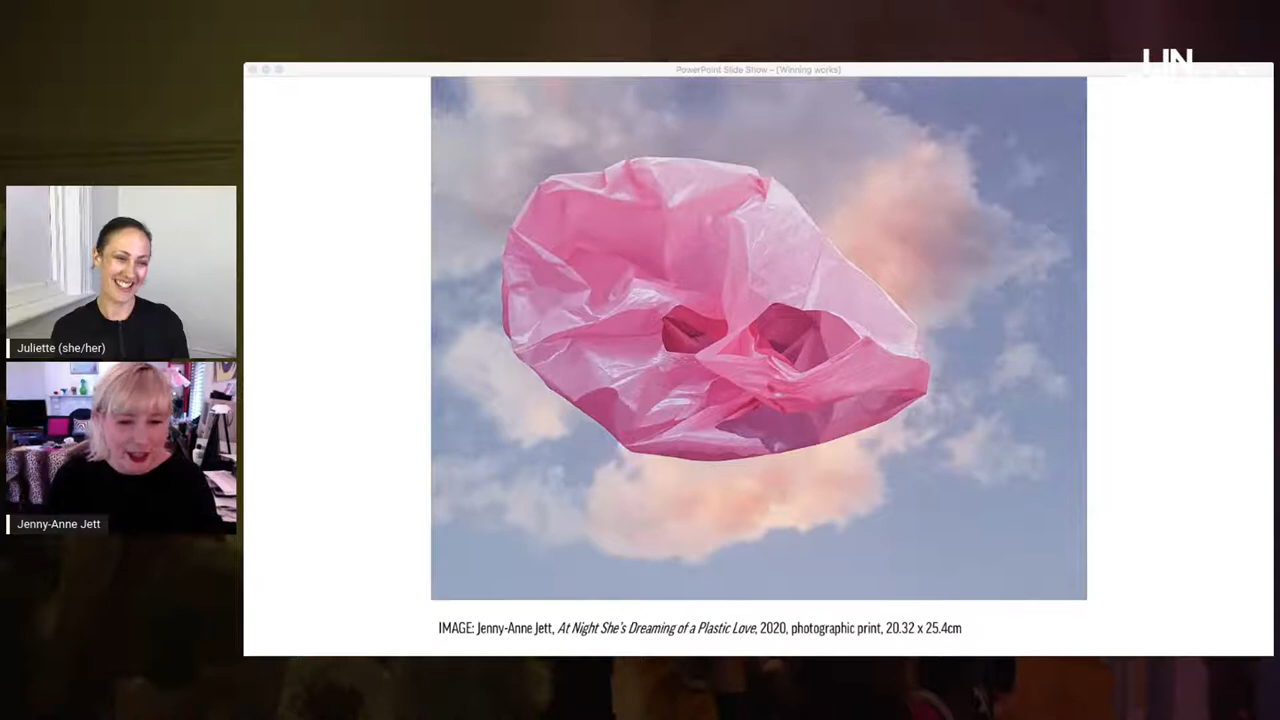 PowerPoint Slide Show – [Winning works]
Juliette (she/her)
Jenny-Anne Jett
IMAGE: Jenny-Anne Jett, At Night She's Dreaming of a Plastic Love, 2020, photographic print, 20.32 x 25.4cm